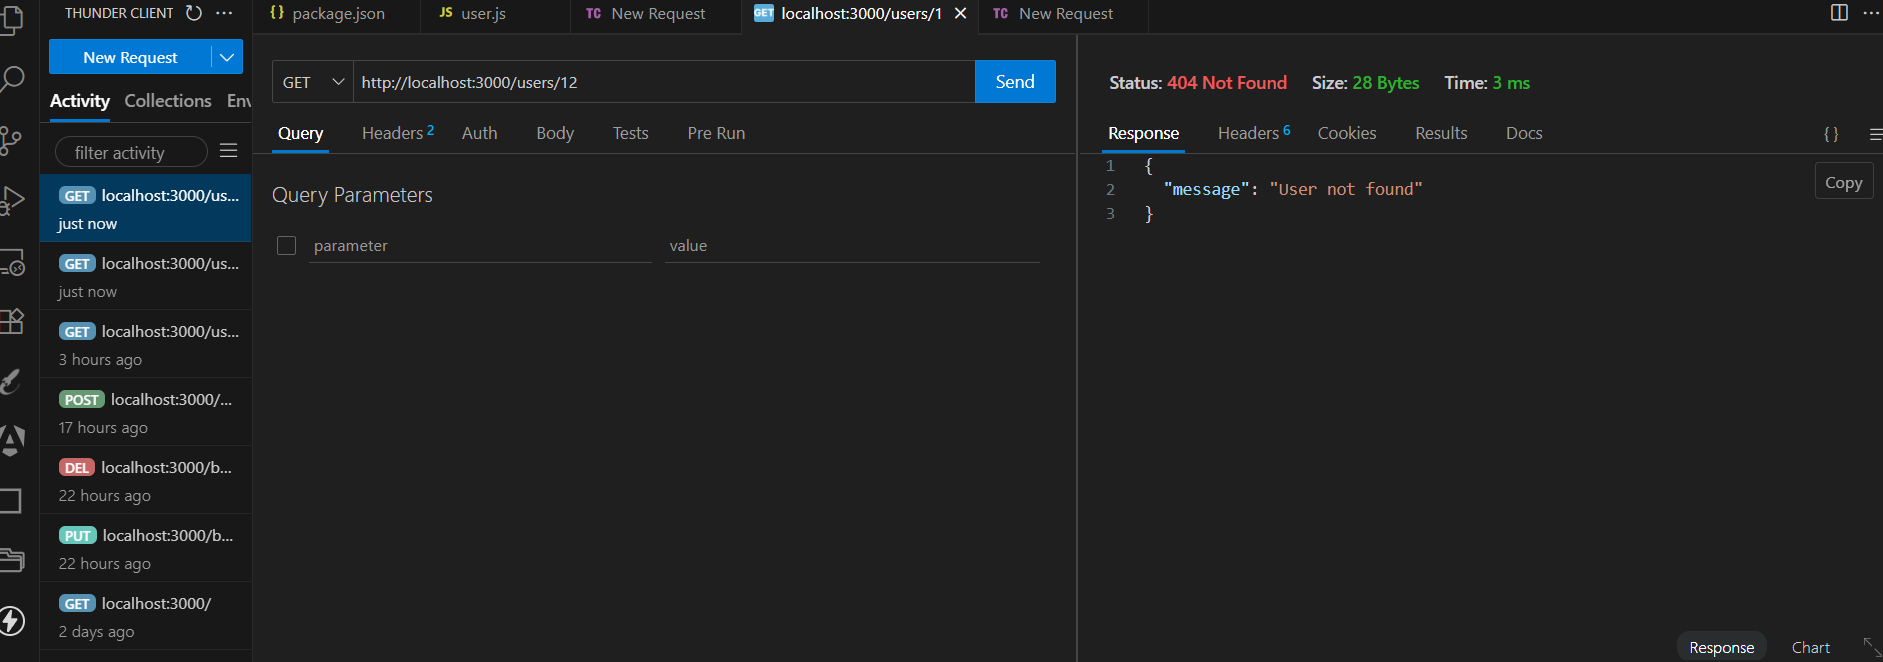 THUNDER CLIENT
New Request
Activity Collections Env
filter activity
GET localhost:3000/us...
just now
GET localhost:3000/us...
just now
GET localhost:3000/us...
3 hours ago
POST localhost:3000/...
17 hours ago
DEL localhost:3000/b...
22 hours ago
PUT localhost:3000/b...
22 hours ago
GET localhost:3000/
2 days ago
{} package.json
JS user.js
TC New Request
GET localhost:3000/users/1
TC New Request
GET http://localhost:3000/users/12 Send
Query Headers 2 Auth Body Tests Pre Run
Query Parameters
parameter value
Status: 404 Not Found Size: 28 Bytes Time: 3 ms
Response Headers 6 Cookies Results Docs {}
1 {
2 "message": "User not found"
3 }
Copy
Response Chart